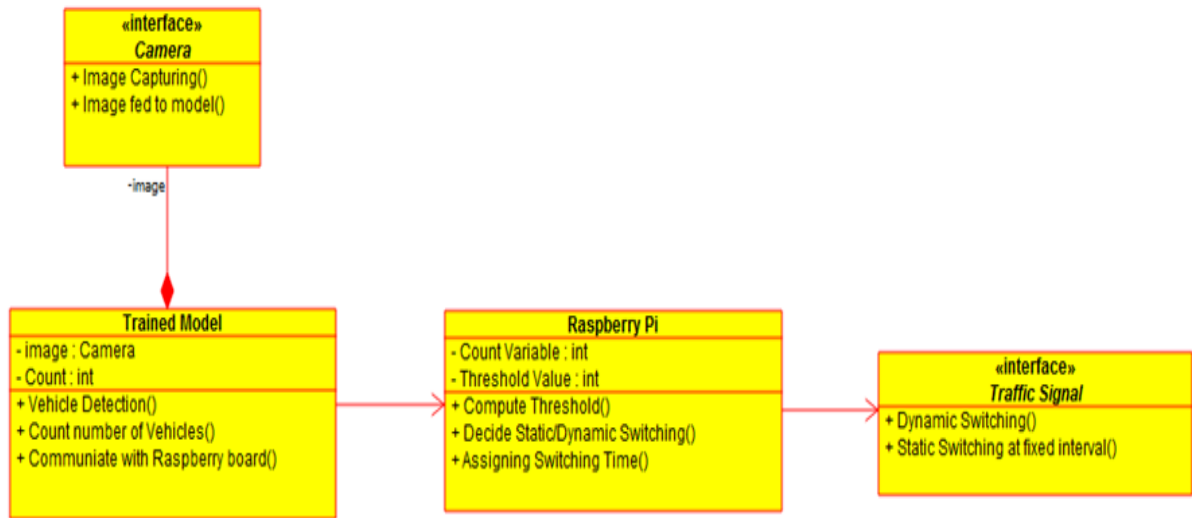 «interface»
Camera
+ Image Capturing()
+ Image fed to model()
-image
Trained Model
- image : Camera
- Count : int
+ Vehicle Detection()
+ Count number of Vehicles()
+ Communiate with Raspberry board()
Raspberry Pi
- Count Variable : int
- Threshold Value : int
+ Compute Threshold()
+ Decide Static/Dynamic Switching()
+ Assigning Switching Time()
«interface»
Traffic Signal
+ Dynamic Switching()
+ Static Switching at fixed interval()